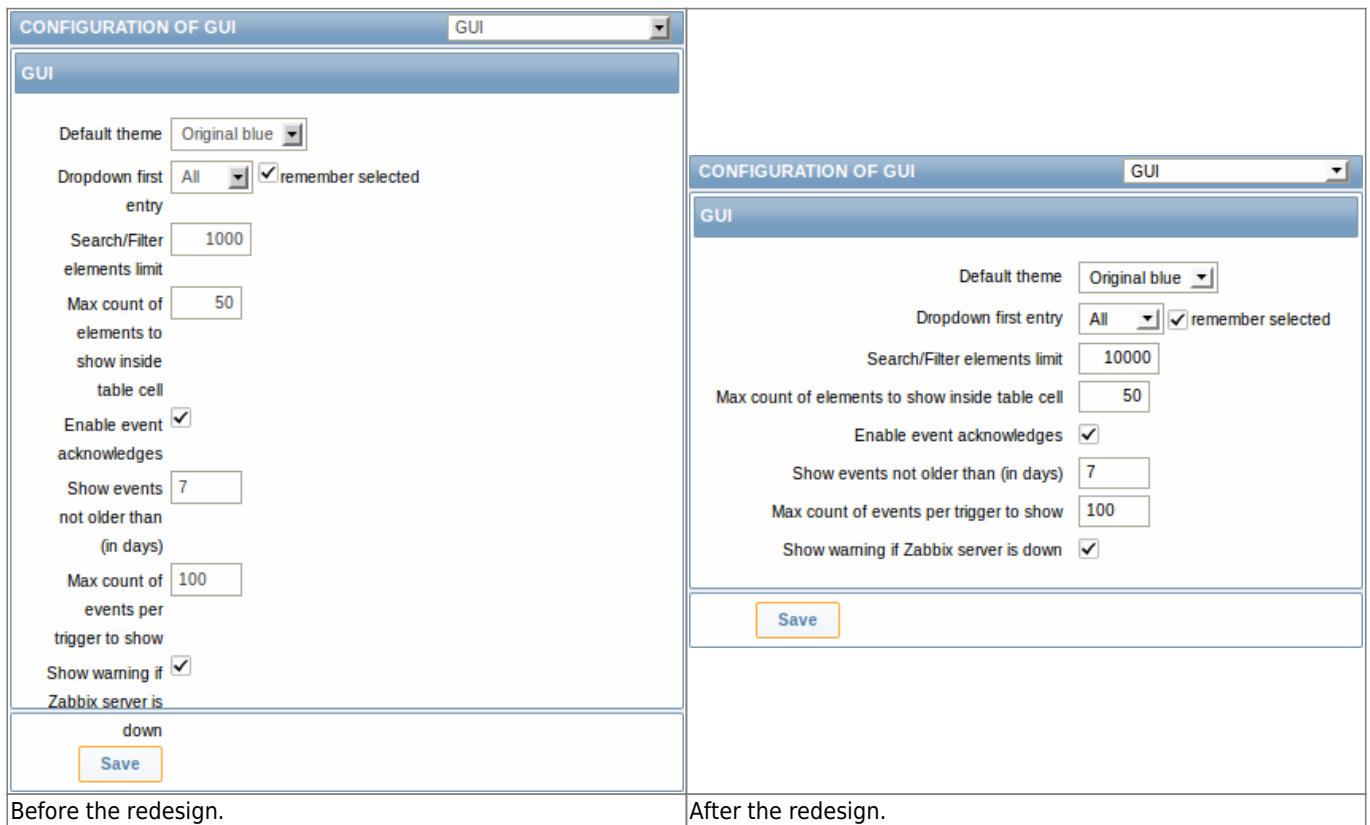 CONFIGURATION OF GUI GUI
GUI
Default theme Original blue
Dropdown first All remember selected
entry
Search/Filter 1000
elements limit
Max count of 50
elements to
show inside
table cell
Enable event
acknowledges
Show events 7
not older than
(in days)
Max count of 100
events per
trigger to show
Show warning if
Zabbix server is
down
Save
Before the redesign.
CONFIGURATION OF GUI GUI
GUI
Default theme Original blue
Dropdown first entry All remember selected
Search/Filter elements limit 10000
Max count of elements to show inside table cell 50
Enable event acknowledges
Show events not older than (in days) 7
Max count of events per trigger to show 100
Show warning if Zabbix server is down
Save
After the redesign.